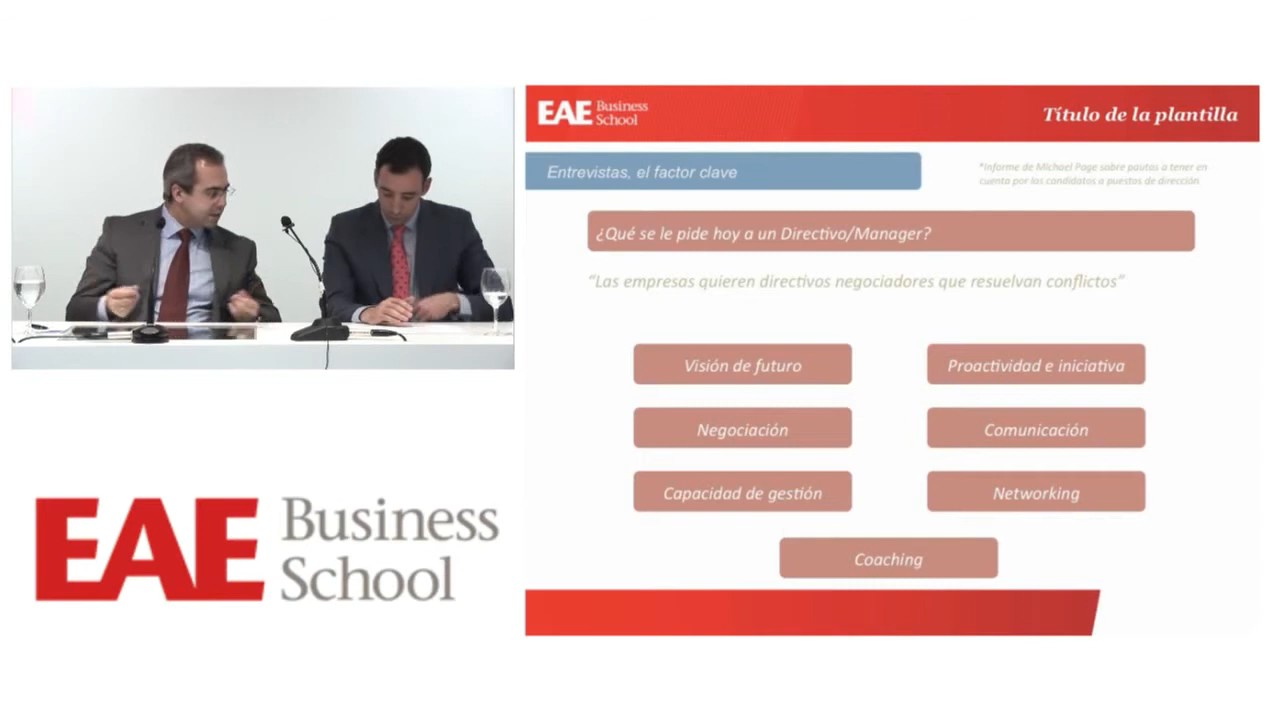 EAE Business School
Título de la plantilla
Entrevistas, el factor clave
*Informe de Michael Page sobre pautas a tener en
cuenta por los candidatos a puestos de dirección
¿Qué se le pide hoy a un Directivo/Manager?
“Las empresas quieren directivos negociadores que resuelvan conflictos”
Visión de futuro
Proactividad e iniciativa
Negociación
Comunicación
Capacidad de gestión
Networking
Coaching
EAE Business
School